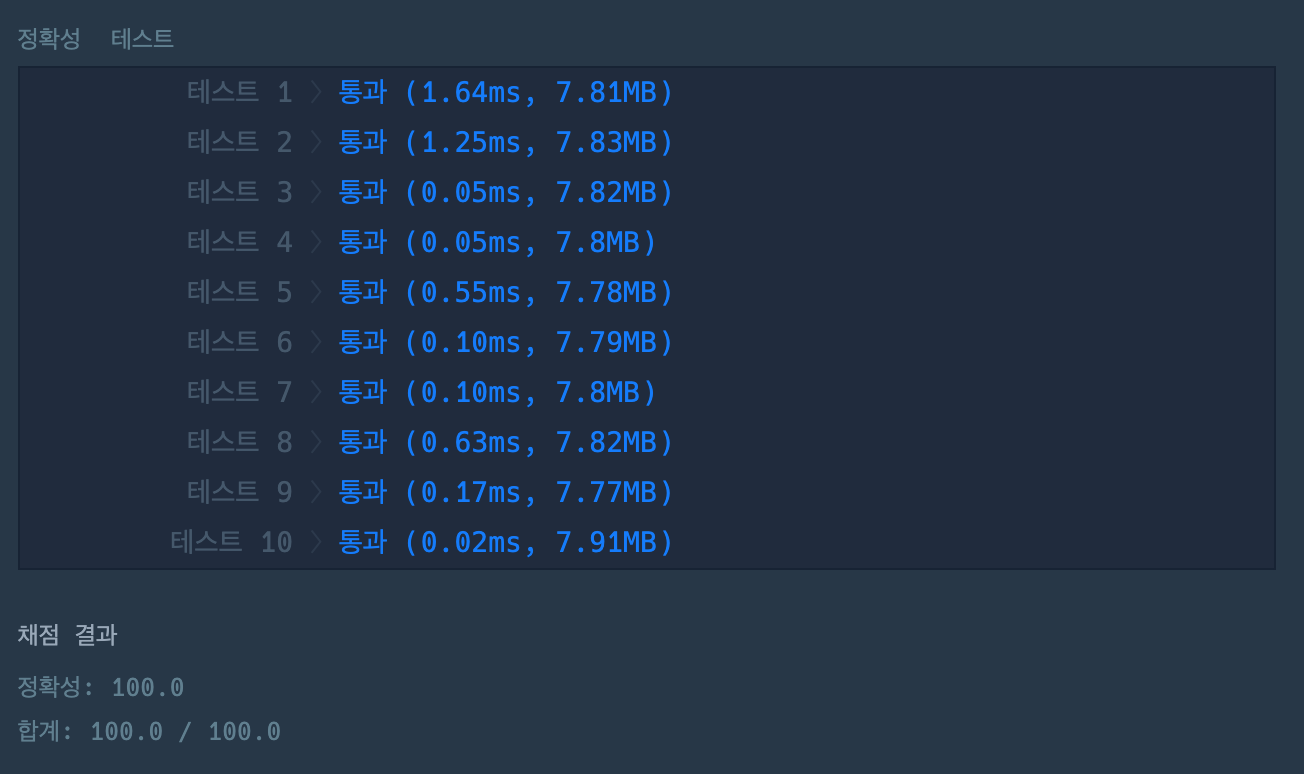 정확성 테스트
테스트 1 〉 통과 (1.64ms, 7.81MB)
테스트 2 〉 통과 (1.25ms, 7.83MB)
테스트 3 〉 통과 (0.05ms, 7.82MB)
테스트 4 〉 통과 (0.05ms, 7.8MB)
테스트 5 〉 통과 (0.55ms, 7.78MB)
테스트 6 〉 통과 (0.10ms, 7.79MB)
테스트 7 〉 통과 (0.10ms, 7.8MB)
테스트 8 〉 통과 (0.63ms, 7.82MB)
테스트 9 〉 통과 (0.17ms, 7.77MB)
테스트 10 〉 통과 (0.02ms, 7.91MB)
채점 결과
정확성: 100.0
합계: 100.0 / 100.0